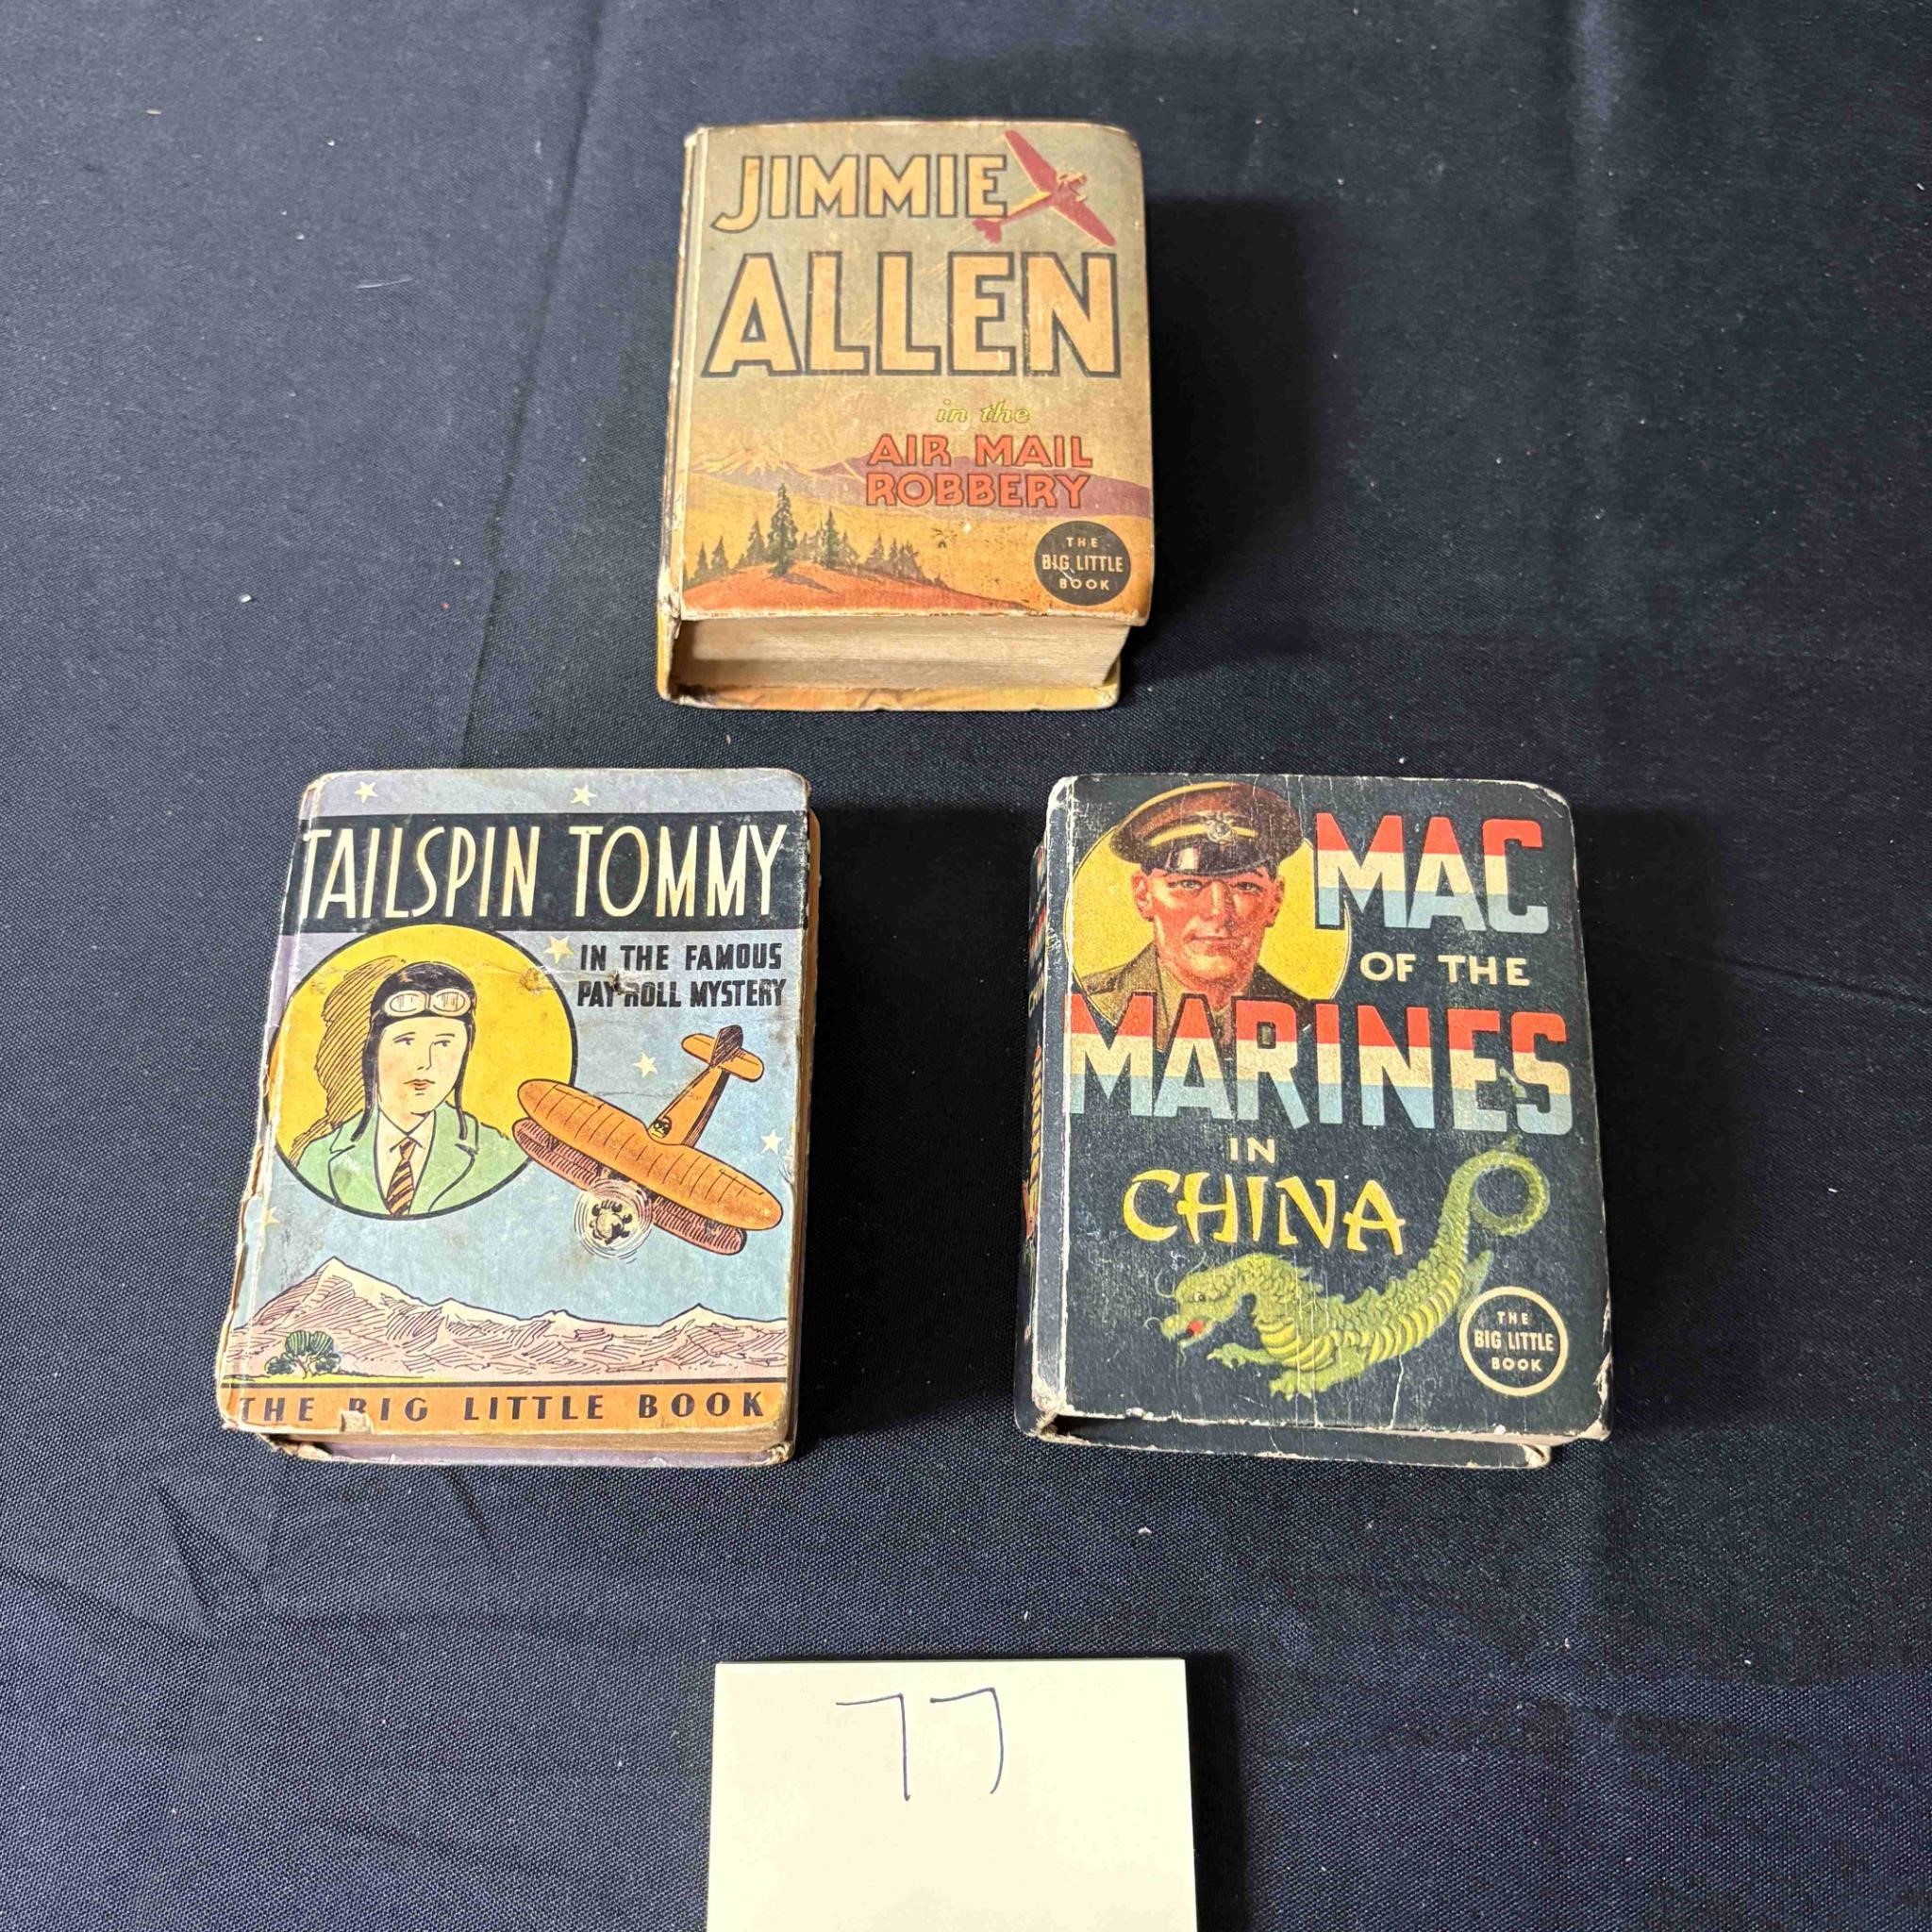 JIMMIE
ALLEN
in the
AIR MAIL
ROBBERY
THE
BIG LITTLE
BOOK
TAILSPIN TOMMY
IN THE FAMOUS
PAY-ROLL MYSTERY
THE BIG LITTLE BOOK
MAC
OF THE
MARINES
IN
CHINA
THE
BIG LITTLE
BOOK
77